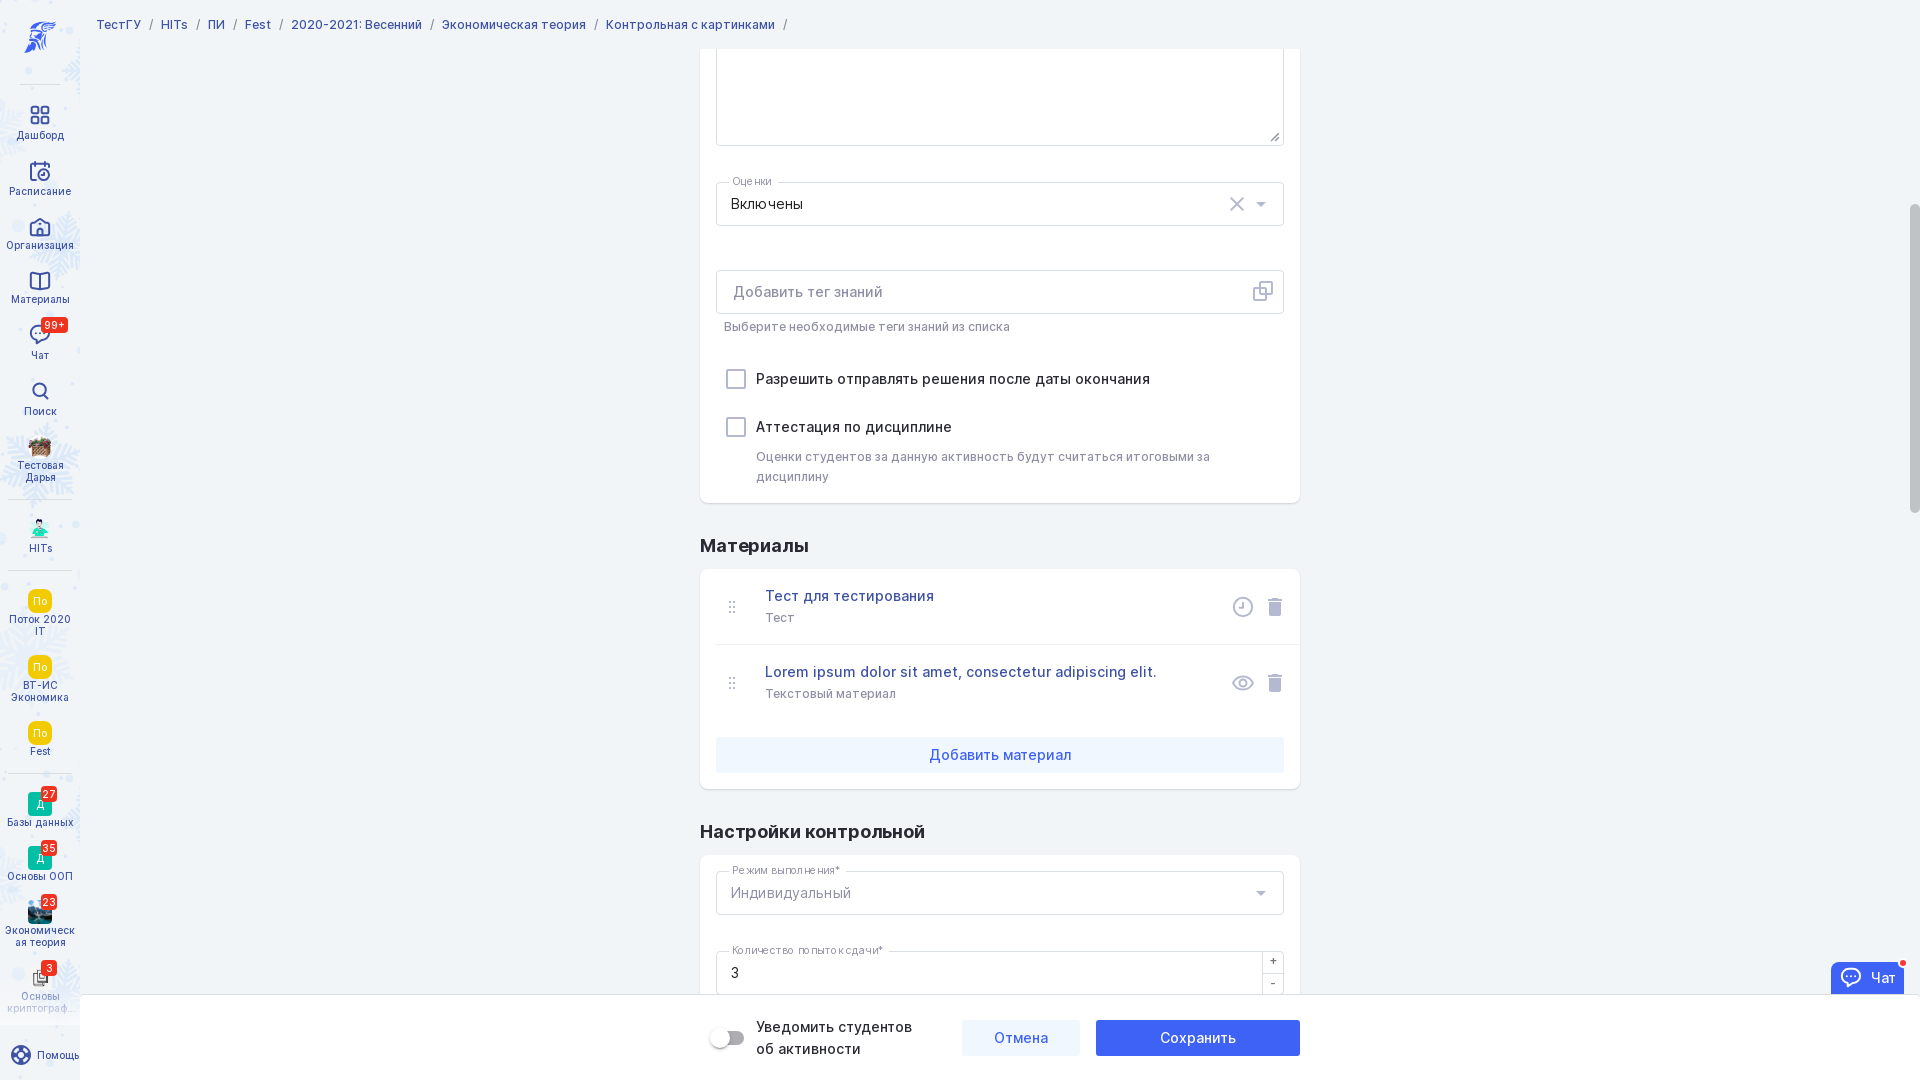 ТестГУ / HITs / ПИ / Fest / 2020-2021: Весенний / Экономическая теория / Контрольная с картинками /
Дашборд
Расписание
Организация
Материалы
99+
Чат
Поиск
Тестовая
Дарья
HITs
По
Поток 2020
IT
По
ВТ-ИС
Экономика
По
Fest
27
Д
Базы данных
35
Д
Основы ООП
23
Экономическ
ая теория
3
Основы
криптограф...
Помощь
Оценки
Включены
Добавить тег знаний
Выберите необходимые теги знаний из списка
Разрешить отправлять решения после даты окончания
Аттестация по дисциплине
Оценки студентов за данную активность будут считаться итоговыми за
дисциплину
Материалы
Тест для тестирования
Тест
Lorem ipsum dolor sit amet, consectetur adipiscing elit.
Текстовый материал
Добавить материал
Настройки контрольной
Режим выполнения*
Индивидуальный
Количество попыток сдачи*
3
+
-
Чат
Уведомить студентов
об активности
Отмена
Сохранить